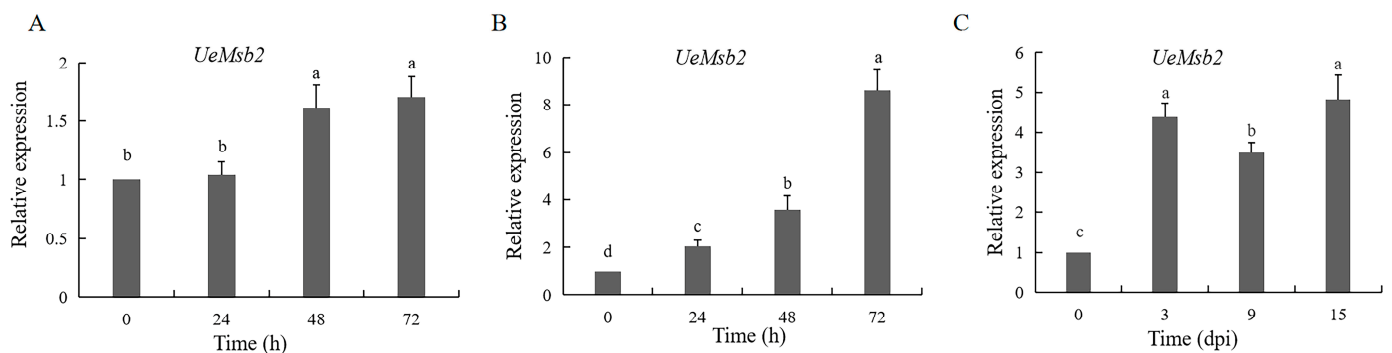 A
UeMsb2
Relative expression
2
1.5
1
0.5
0
b
b
a
a
0 24 48 72
Time (h)
B
UeMsb2
Relative expression
10
8
6
4
2
0
d
c
b
a
0 24 48 72
Time (h)
C
UeMsb2
Relative expression
6
5
4
3
2
1
0
c
a
b
a
0 3 9 15
Time (dpi)